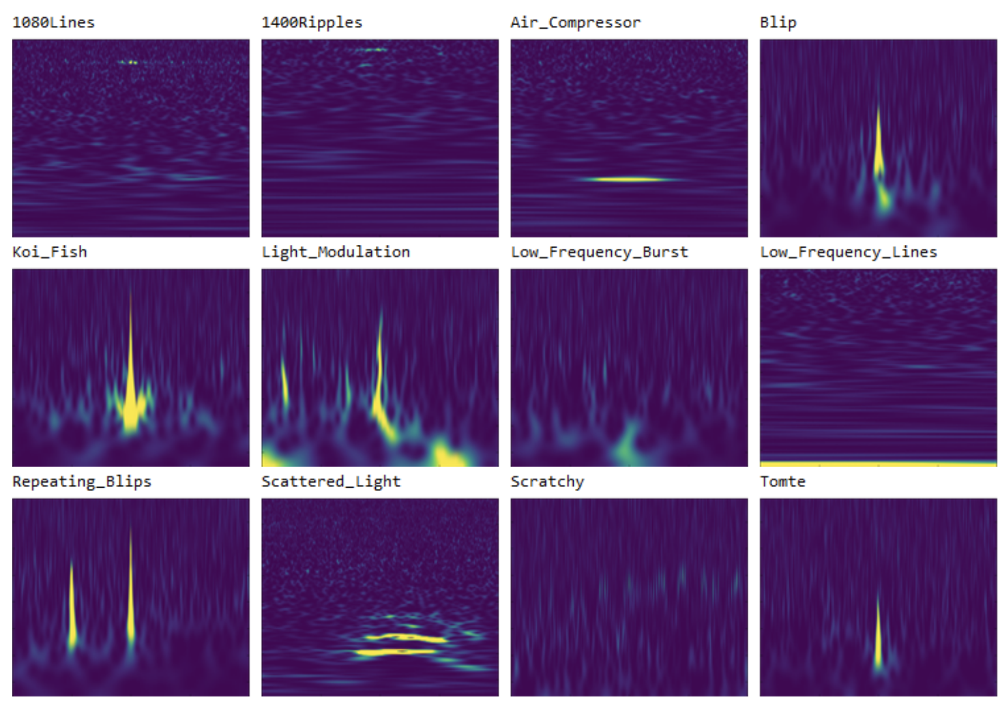 1080Lines
1400Ripples
Air_Compressor
Blip
Koi_Fish
Light_Modulation
Low_Frequency_Burst
Low_Frequency_Lines
Repeating_Blips
Scattered_Light
Scratchy
Tomte